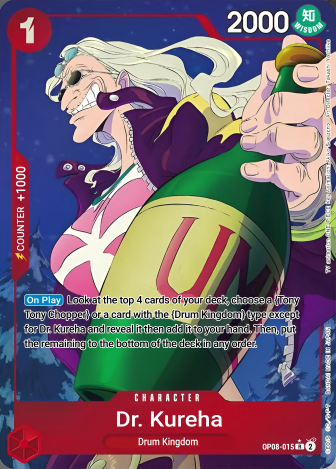 1
2000
知
WISDOM
COUNTER +1000
UM
On Play Look at the top 4 cards of your deck, choose a {Tony
Tony Chopper} or a card with the {Drum Kingdom} type except
for Dr. Kureha and reveal it then add it to your hand. Then, put
the remaining to the bottom of the deck in any order.
CHARACTER
Dr. Kureha
Drum Kingdom
OP08-015 R 2